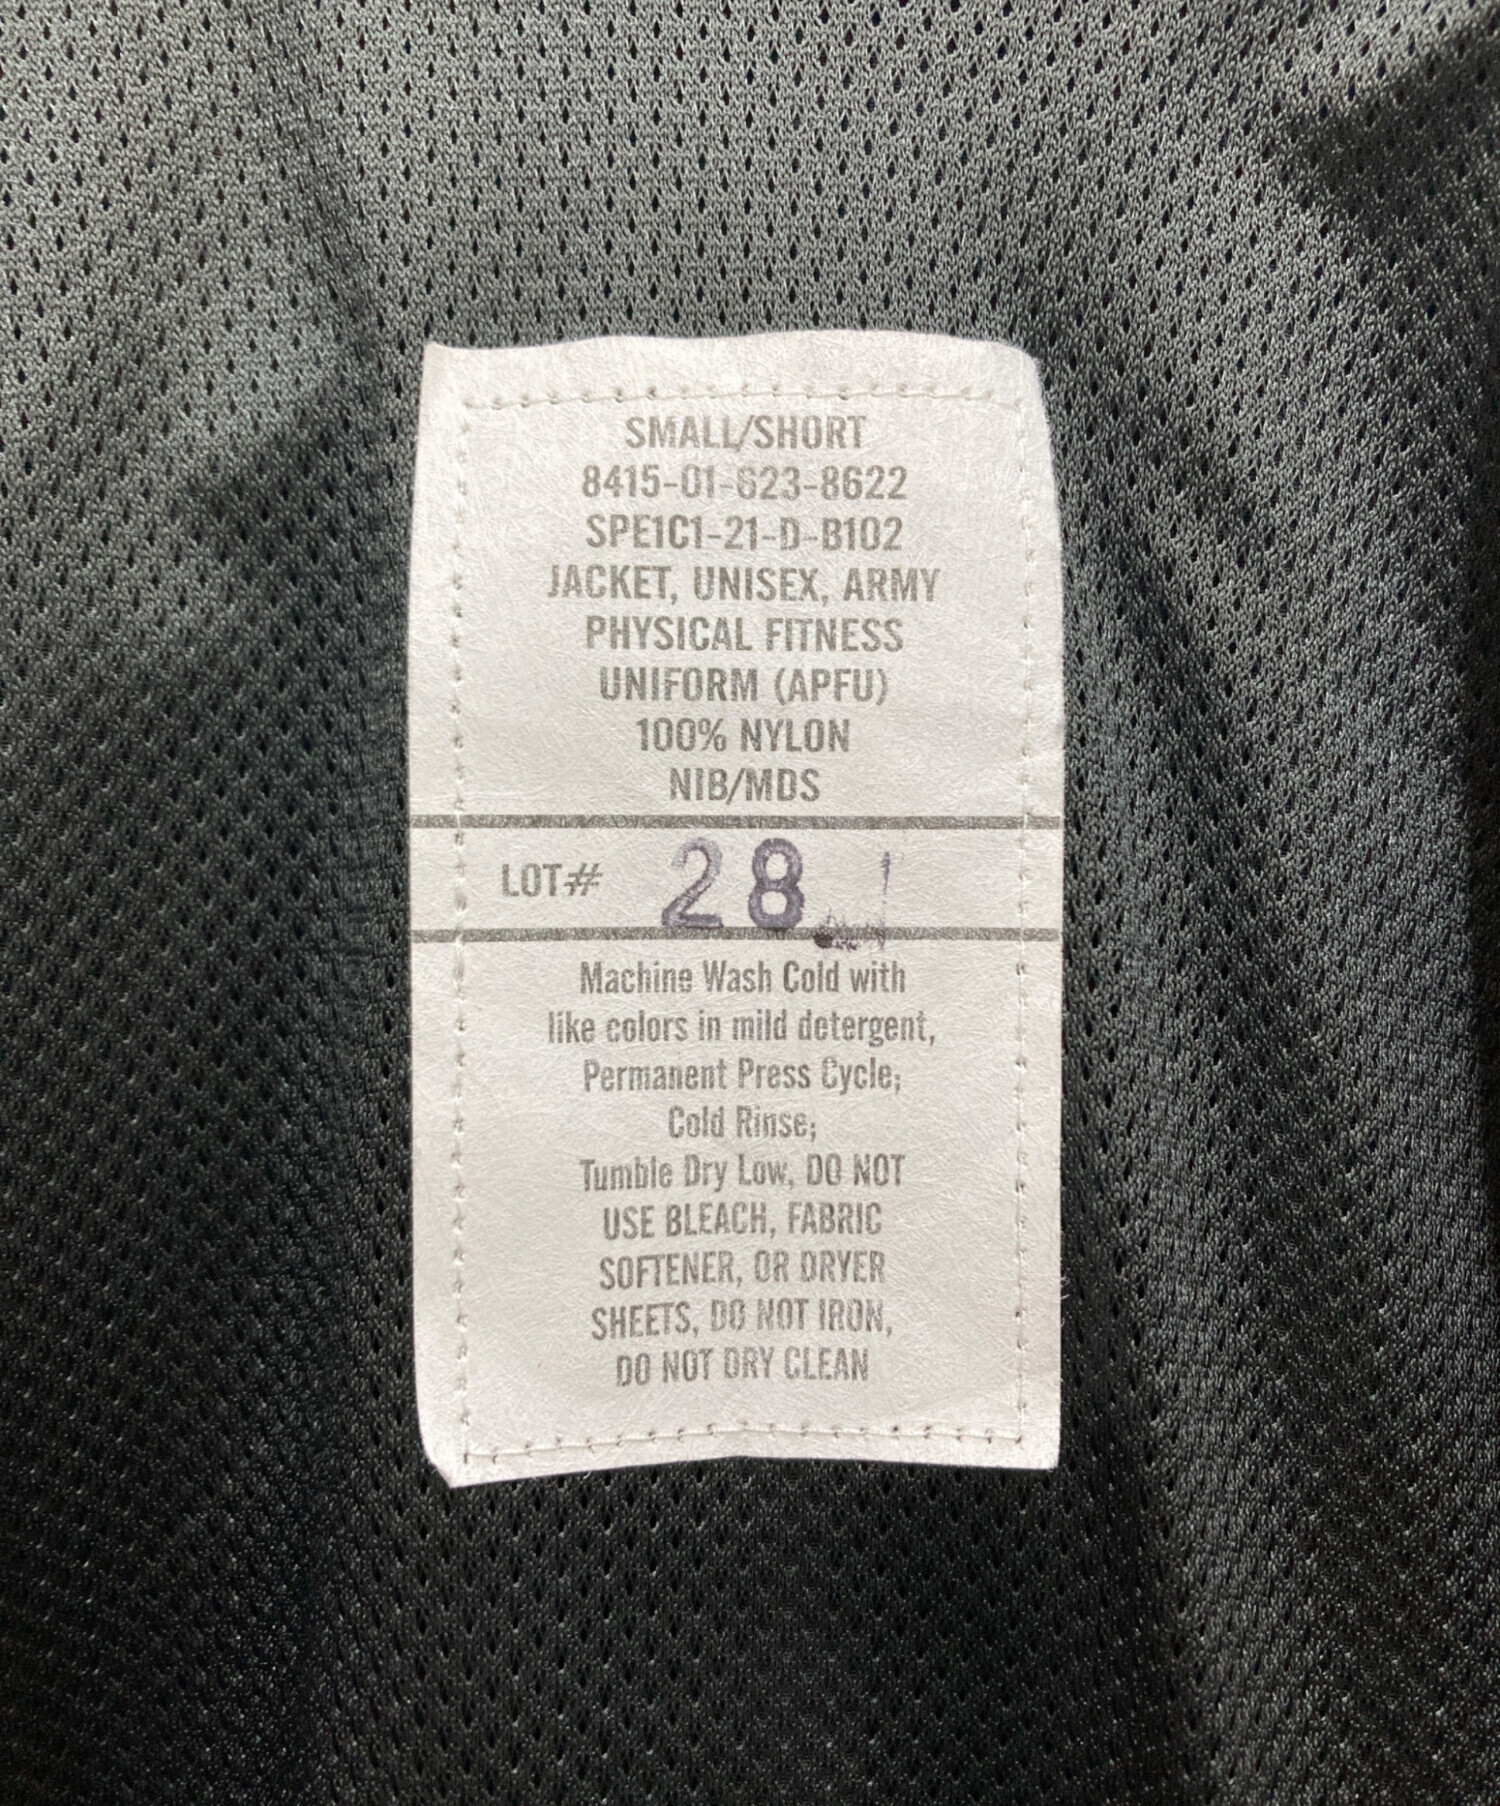 SMALL/SHORT
8415-01-623-8622
SPE1C1-21-D-B102
JACKET, UNISEX, ARMY
PHYSICAL FITNESS
UNIFORM (APFU)
100% NYLON
NIB/MDS
LOT# 28
Machine Wash Cold with
like colors in mild detergent,
Permanent Press Cycle;
Cold Rinse;
Tumble Dry Low, DO NOT
USE BLEACH, FABRIC
SOFTENER, OR DRYER
SHEETS, DO NOT IRON,
DO NOT DRY CLEAN